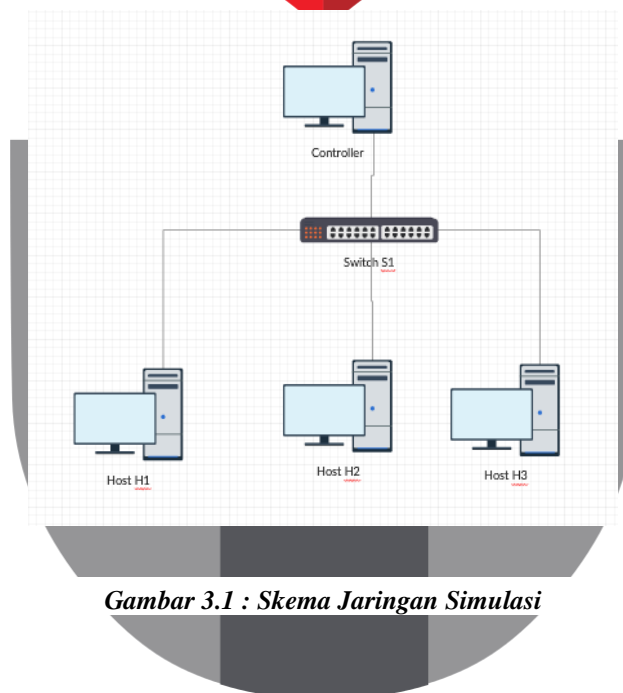 Controller
Switch S1
Host H1
Host H2
Host H3
Gambar 3.1 : Skema Jaringan Simulasi